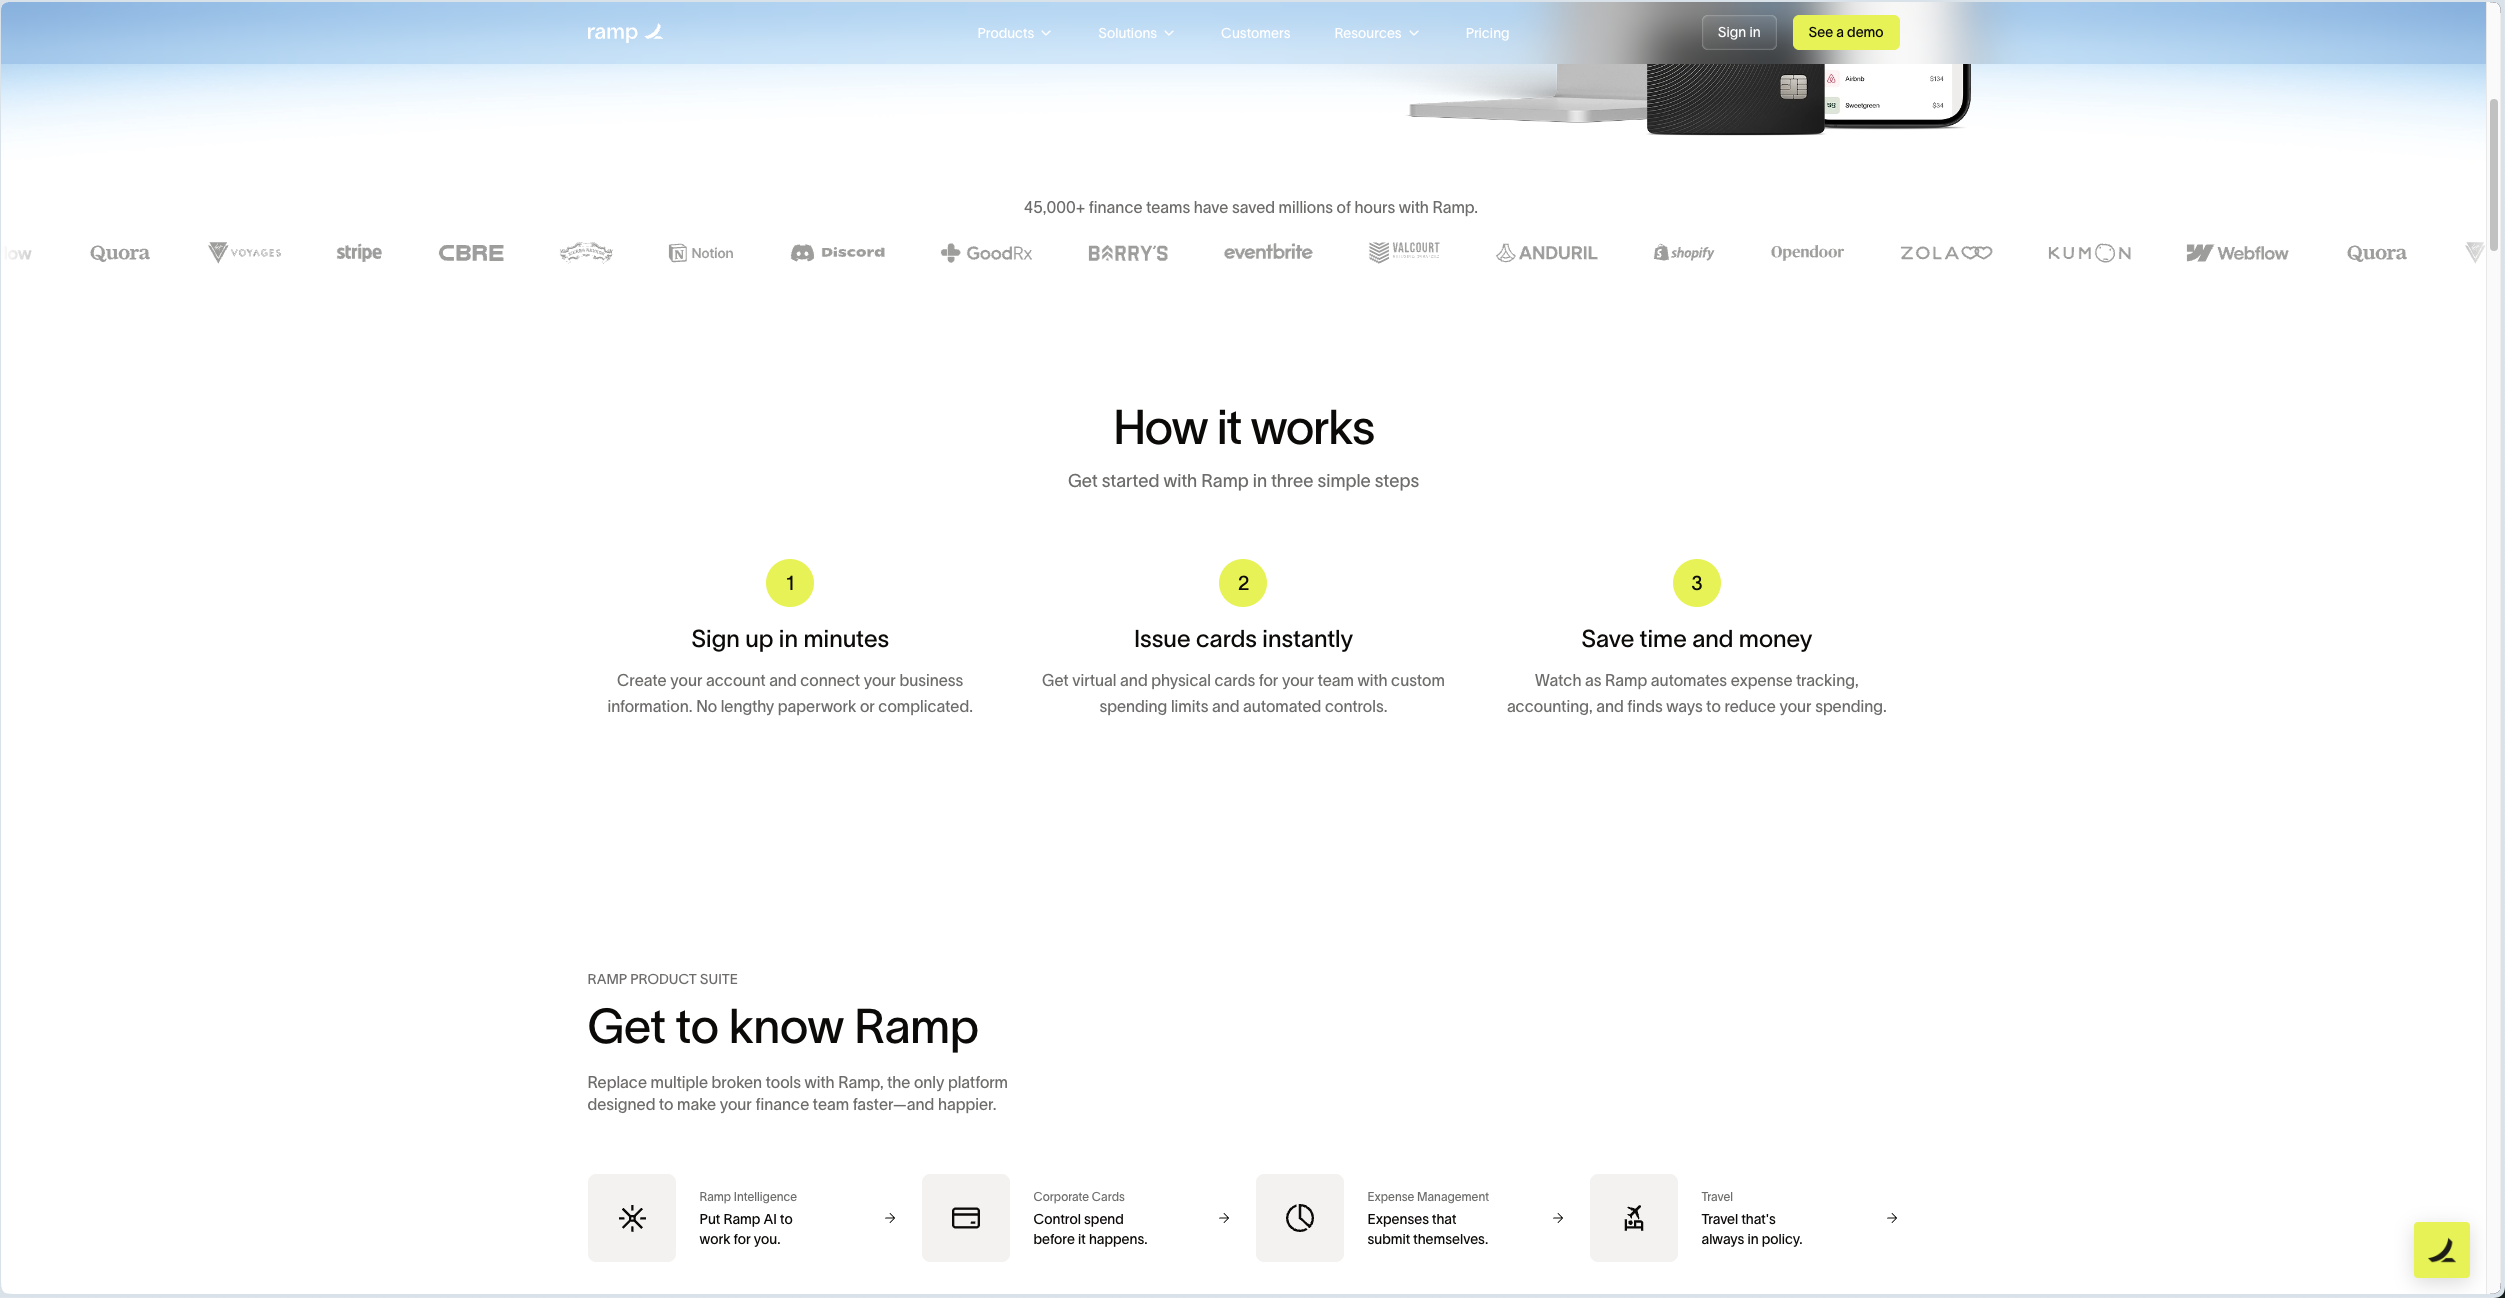 ramp
Products
Solutions
Customers
Resources
Pricing
Sign in
See a demo
Airbnb $134
sg Sweetgreen $34
45,000+ finance teams have saved millions of hours with Ramp.
low
Quora
VOYAGES
stripe
CBRE
Notion
Discord
GoodRx
BARRY'S
eventbrite
VALCOURT
ANDURIL
shopify
Opendoor
ZOLA
KUMON
Webflow
Quora
How it works
Get started with Ramp in three simple steps
1
Sign up in minutes
Create your account and connect your business
information. No lengthy paperwork or complicated.
2
Issue cards instantly
Get virtual and physical cards for your team with custom
spending limits and automated controls.
3
Save time and money
Watch as Ramp automates expense tracking,
accounting, and finds ways to reduce your spending.
RAMP PRODUCT SUITE
Get to know Ramp
Replace multiple broken tools with Ramp, the only platform
designed to make your finance team faster—and happier.
Ramp Intelligence
Put Ramp AI to
work for you.
Corporate Cards
Control spend
before it happens.
Expense Management
Expenses that
submit themselves.
Travel
Travel that's
always in policy.